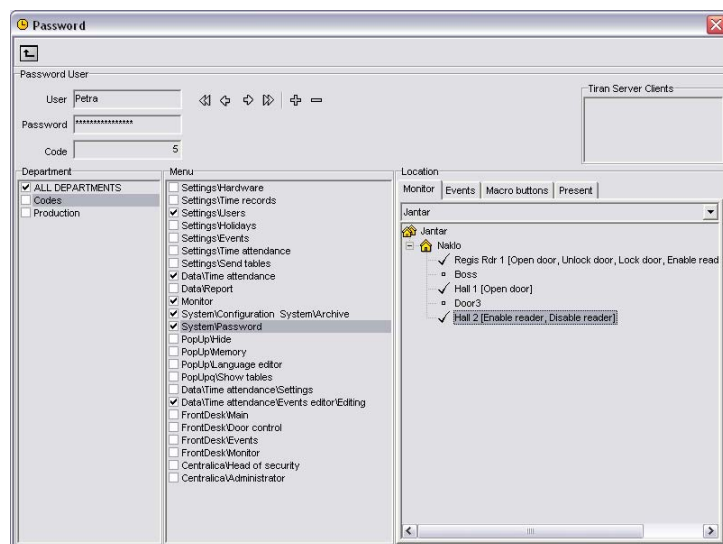 Password
Password User
User Petra
Password ****************
Code 5
Tiran Server Clients
Department
ALL DEPARTMENTS
Codes
Production
Menu
Settings\Hardware
Settings\Time records
Settings\Users
Settings\Holidays
Settings\Events
Settings\Time attendance
Settings\Send tables
Data\Time attendance
Data\Report
Monitor
System\Configuration System\Archive
System\Password
PopUp\Hide
PopUp\Memory
PopUp\Language editor
PopUpq\Show tables
Data\Time attendance\Settings
Data\Time attendance\Events editor\Editing
FrontDesk\Main
FrontDesk\Door control
FrontDesk\Events
FrontDesk\Monitor
Centralica\Head of security
Centralica\Administrator
Location
Monitor Events Macro buttons Present
Jantar
Jantar
Naklo
Regis Rdr 1 [Open door, Unlock door, Lock door, Enable read
Boss
Hall 1 [Open door]
Door3
Hall 2 [Enable reader, Disable reader]